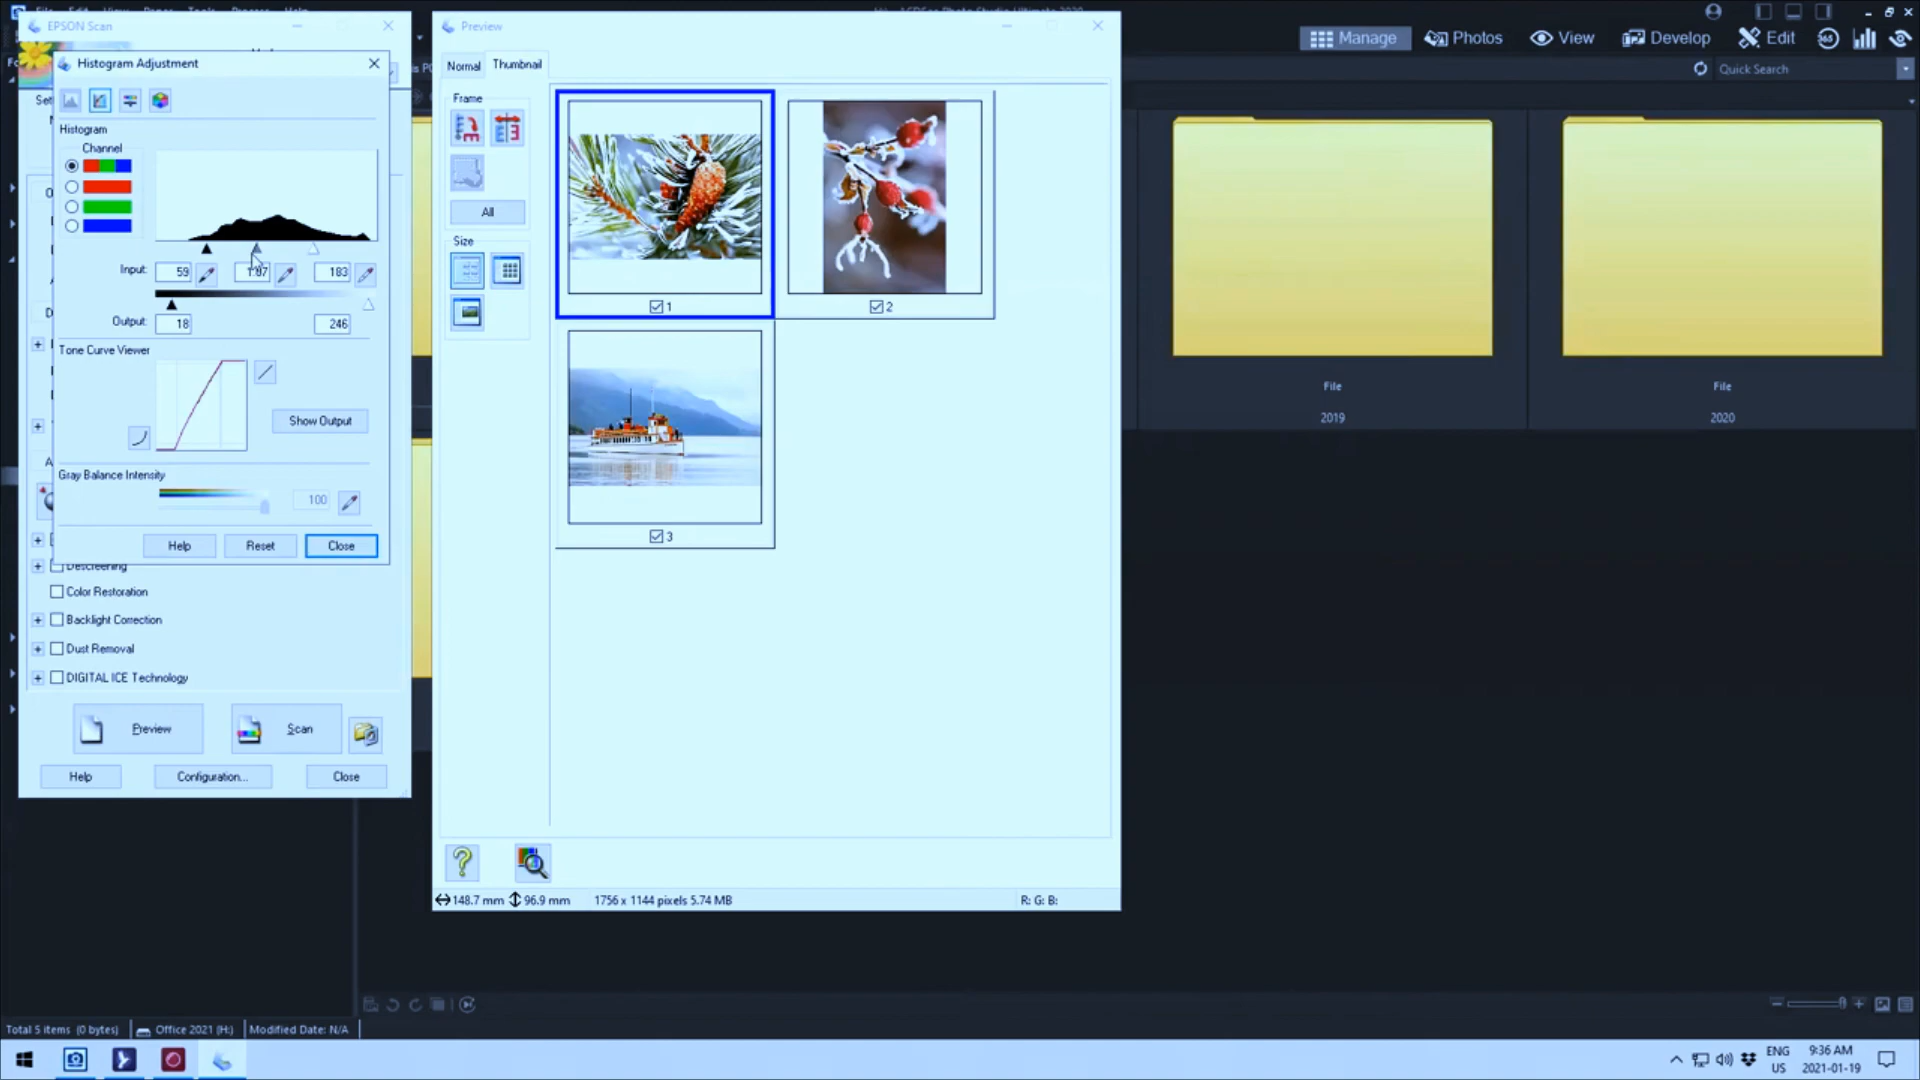 EPSON Scan
Histogram Adjustment
Histogram
Channel
Input:
59
183
Output:
18
246
Tone Curve Viewer
Show Output
Gray Balance Intensity
100
Help
Reset
Close
Descreening
Color Restoration
Backlight Correction
Dust Removal
DIGITAL ICE Technology
Preview
Scan
Help
Configuration...
Close
Preview
Normal
Thumbnail
Frame
All
Size
1
2
3
148.7 mm
96.9 mm
1756 x 1144 pixels 5.74 MB
R: G: B:
Manage
Photos
View
Develop
Edit
365
Quick Search
File
2019
File
2020
Total 5 items (0 bytes)
Office 2021 (H:)
Modified Date: N/A
ENG
US
9:36 AM
2021-01-19